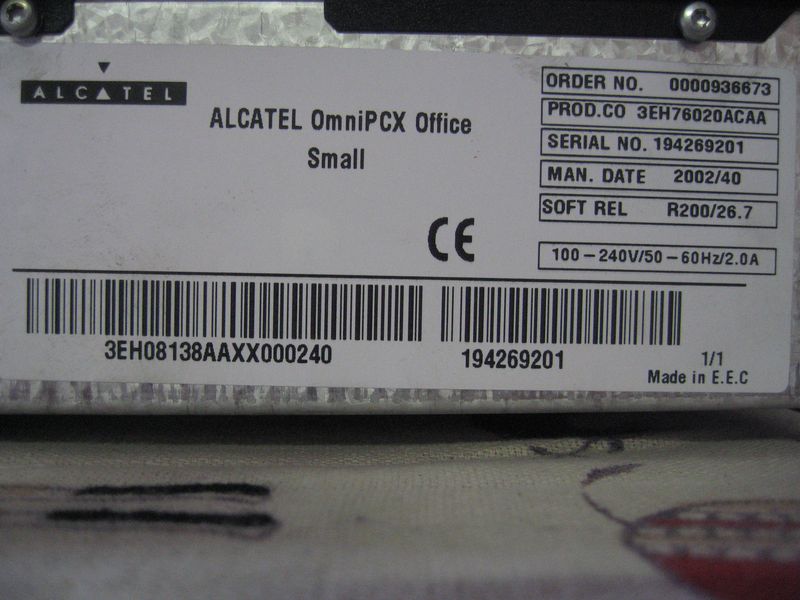 ALCATEL
ALCATEL OmniPCX Office
Small
ORDER NO. 0000936673
PROD.CO 3EH76020ACAA
SERIAL NO. 194269201
MAN. DATE 2002/40
SOFT REL R200/26.7
CE
100-240V/50-60Hz/2.0A
3EH08138AAXX000240
194269201
1/1
Made in E.E.C